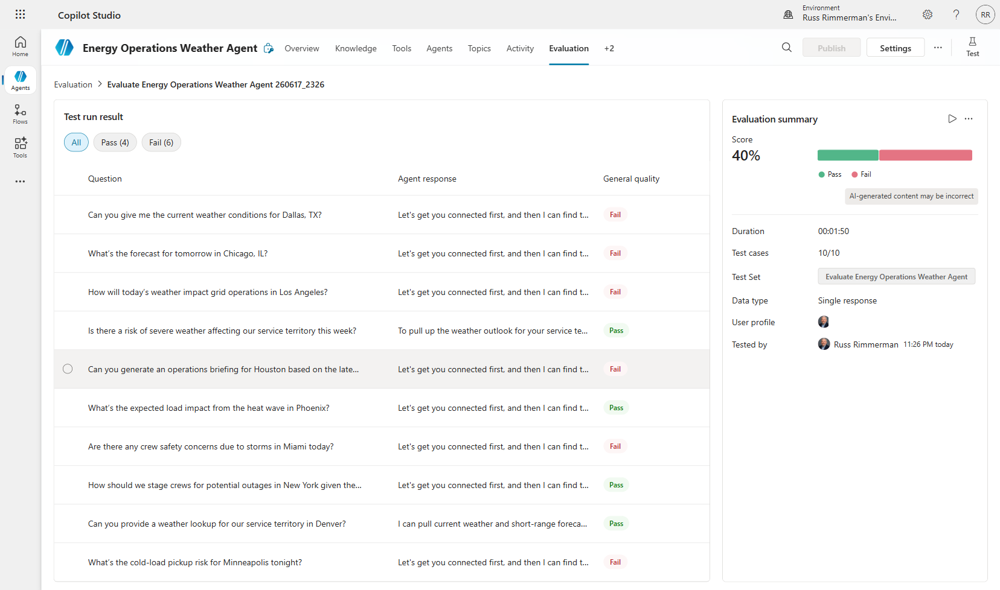 Copilot Studio
Environment
Russ Rimmerman's Envi...
RR
Home
Agents
Flows
Tools
Energy Operations Weather Agent
Overview
Knowledge
Tools
Agents
Topics
Activity
Evaluation
+2
Publish
Settings
Test
Evaluation > Evaluate Energy Operations Weather Agent 260617_2326
Test run result
All
Pass (4)
Fail (6)
Question
Agent response
General quality
Can you give me the current weather conditions for Dallas, TX?
Let's get you connected first, and then I can find t...
Fail
What's the forecast for tomorrow in Chicago, IL?
Let's get you connected first, and then I can find t...
Fail
How will today's weather impact grid operations in Los Angeles?
Let's get you connected first, and then I can find t...
Fail
Is there a risk of severe weather affecting our service territory this week?
To pull up the weather outlook for your service te...
Pass
Can you generate an operations briefing for Houston based on the late...
Let's get you connected first, and then I can find t...
Fail
What's the expected load impact from the heat wave in Phoenix?
Let's get you connected first, and then I can find t...
Pass
Are there any crew safety concerns due to storms in Miami today?
Let's get you connected first, and then I can find t...
Fail
How should we stage crews for potential outages in New York given the...
Let's get you connected first, and then I can find t...
Pass
Can you provide a weather lookup for our service territory in Denver?
I can pull current weather and short-range foreca...
Pass
What's the cold-load pickup risk for Minneapolis tonight?
Let's get you connected first, and then I can find t...
Fail
Evaluation summary
Score
40%
Pass
Fail
AI-generated content may be incorrect
Duration
00:01:50
Test cases
10/10
Test Set
Evaluate Energy Operations Weather Agent
Data type
Single response
User profile
Tested by
Russ Rimmerman
11:26 PM today